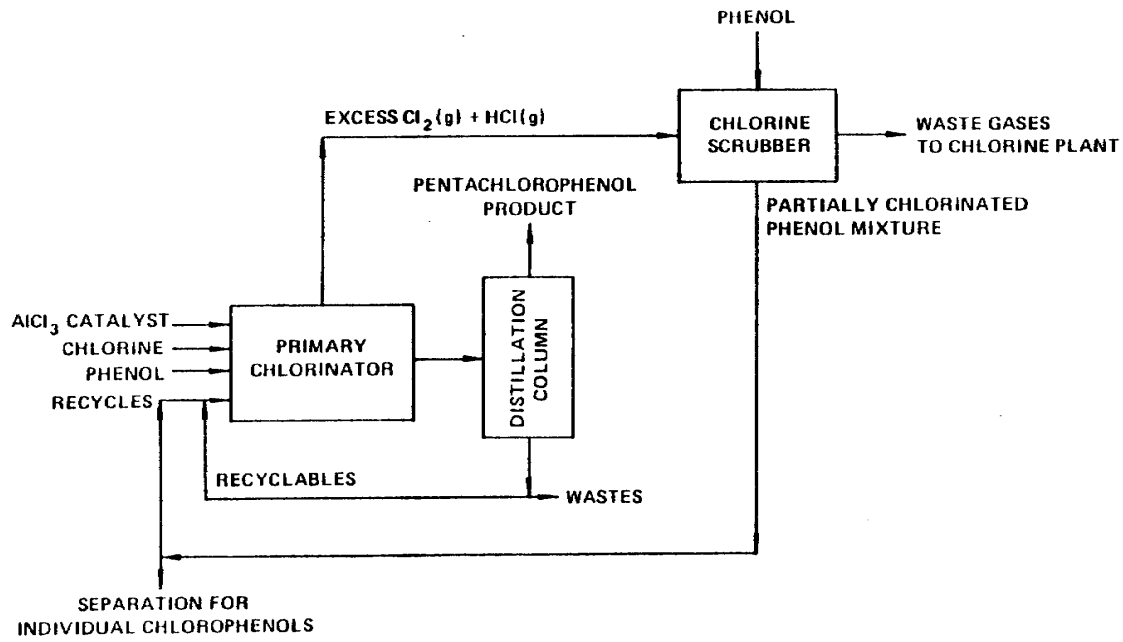 PHENOL
EXCESS Cl₂(g) + HCl(g)
CHLORINE
SCRUBBER
WASTE GASES
TO CHLORINE PLANT
PENTACHLOROPHENOL
PRODUCT
PARTIALLY CHLORINATED
PHENOL MIXTURE
AlCl₃ CATALYST
CHLORINE
PHENOL
RECYCLES
PRIMARY
CHLORINATOR
DISTILLATION
COLUMN
RECYCLABLES
WASTES
SEPARATION FOR
INDIVIDUAL CHLOROPHENOLS